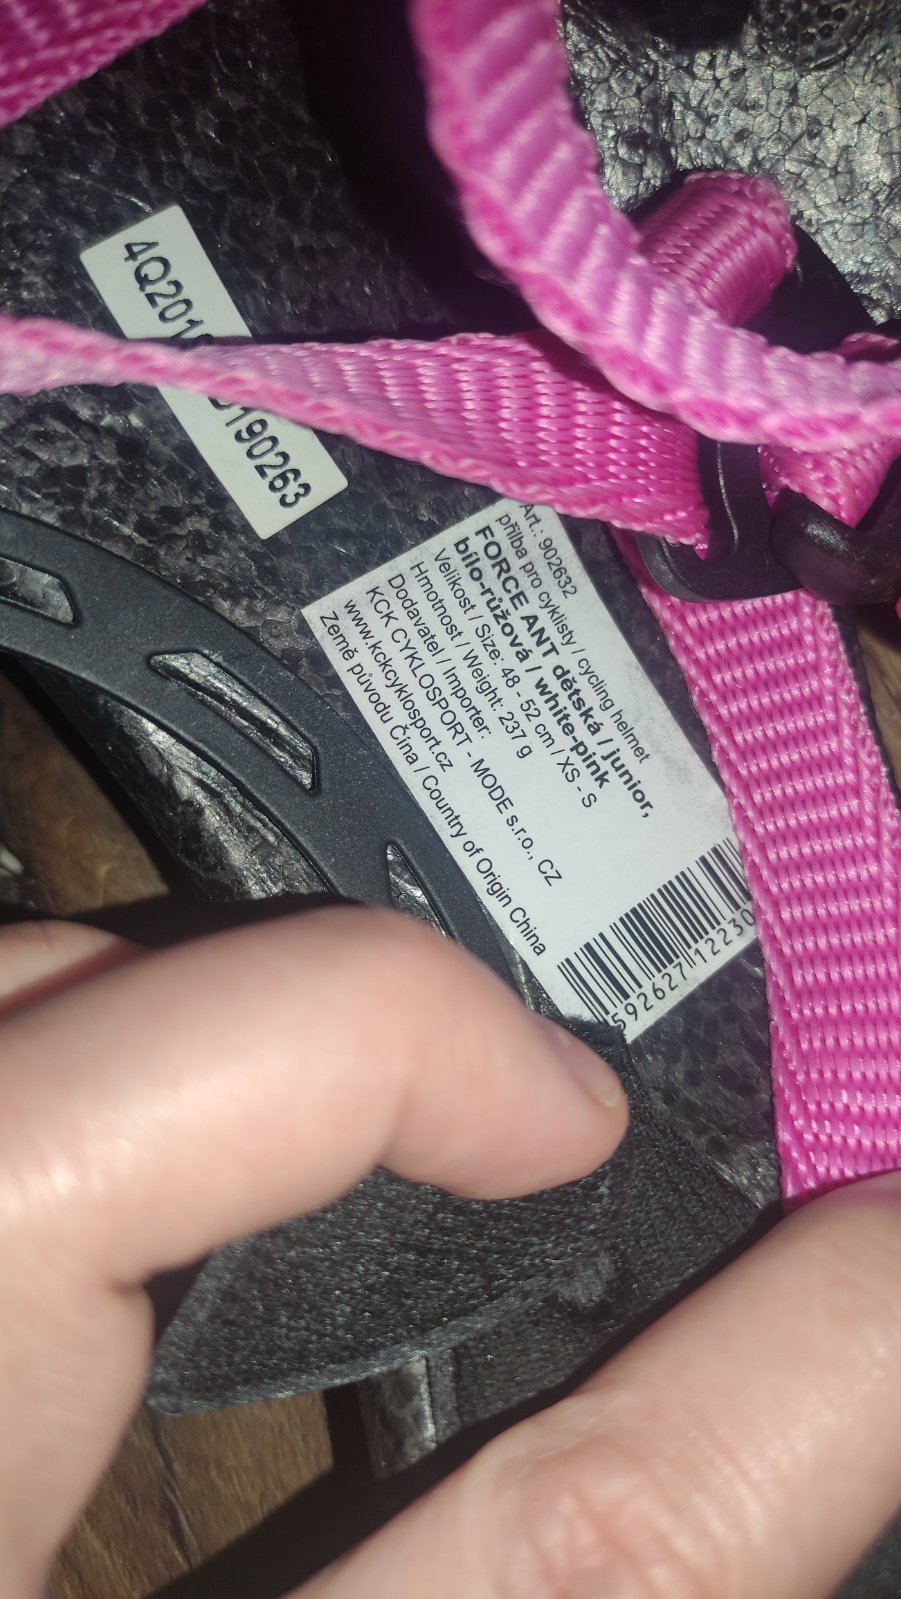 4Q201
190263
Art.: 902632
přilba pro cyklisty / cycling helmet
FORCE ANT dětská / junior,
bílo-růžová / white-pink
Velikost / Size: 48 - 52 cm / XS - S
Hmotnost / Weight: 237 g
Dodavatel / Importer:
KCK CYKLOSPORT - MODE s.r.o., CZ
www.kckcyklosport.cz
Země původu Čína / Country of Origin China
592627 12230